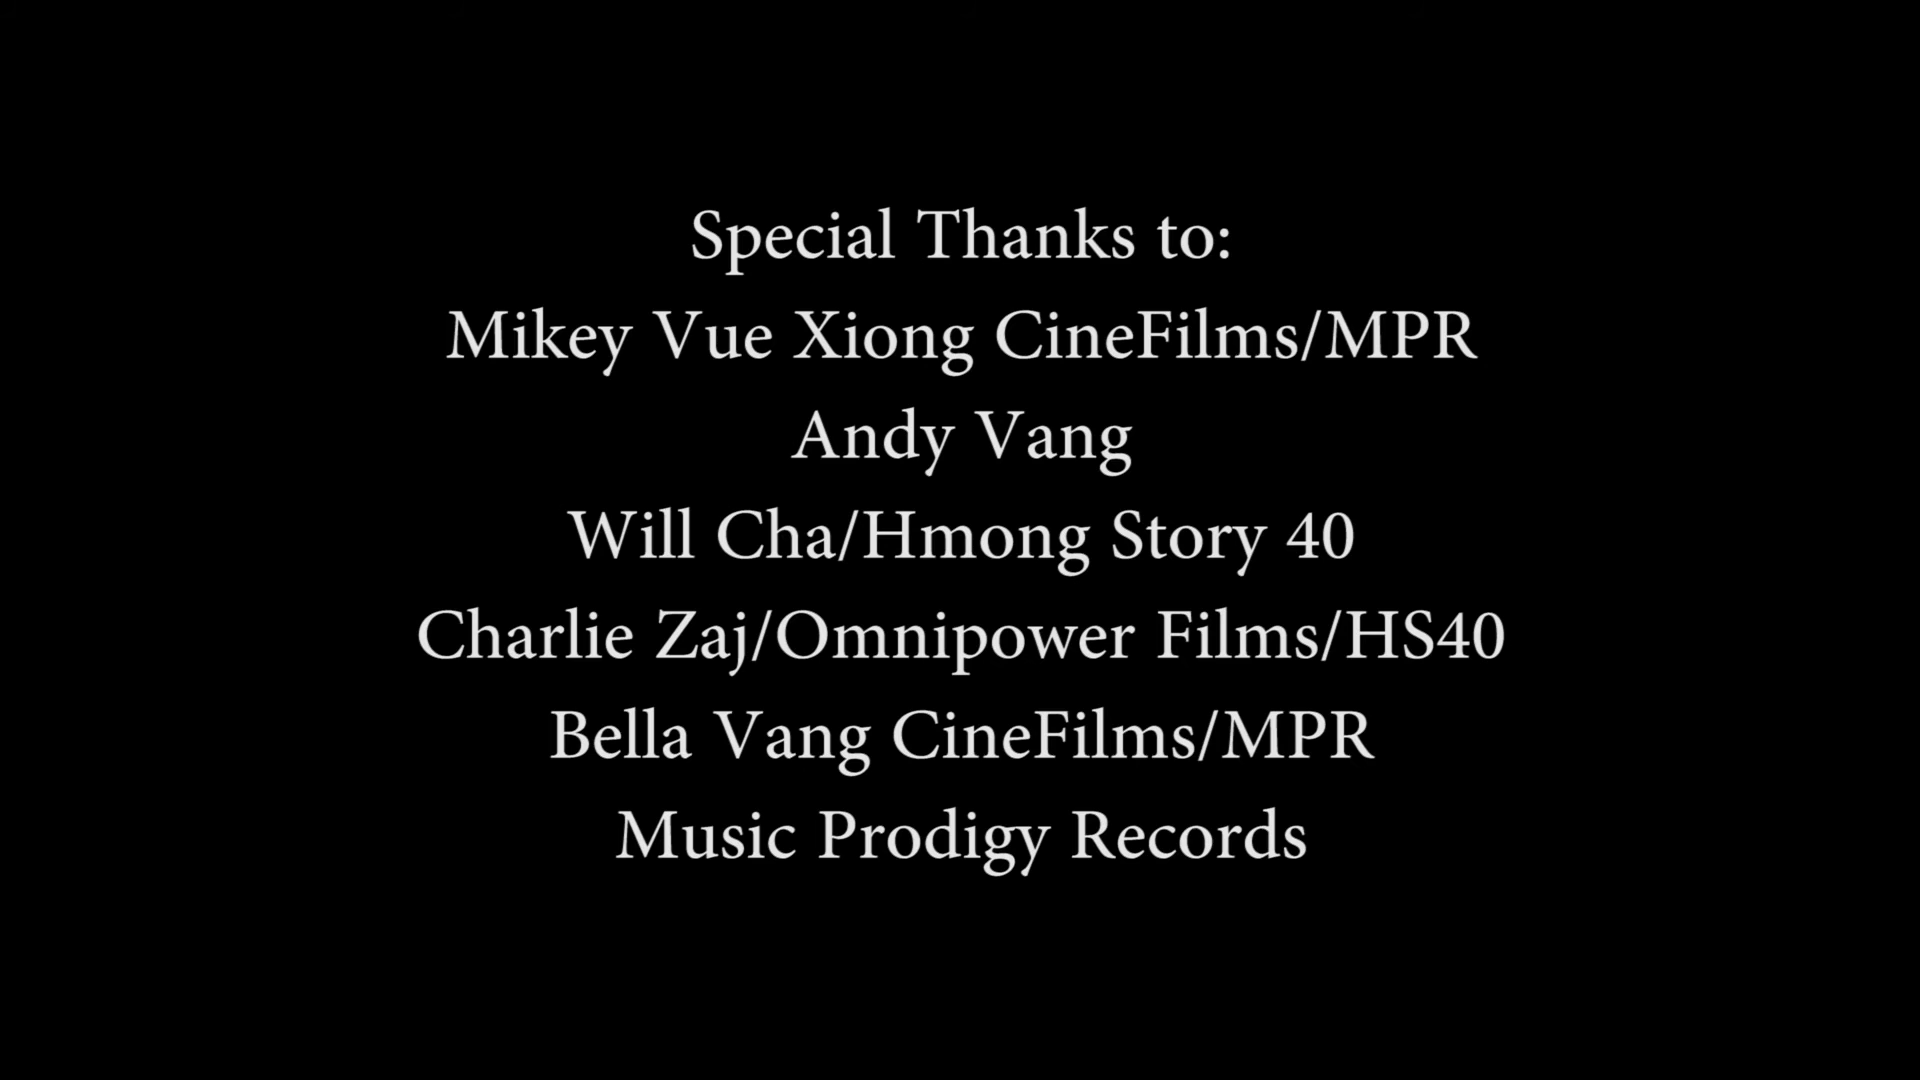 Special Thanks to:
Mikey Vue Xiong CineFilms/MPR
Andy Vang
Will Cha/Hmong Story 40
Charlie Zaj/Omnipower Films/HS40
Bella Vang CineFilms/MPR
Music Prodigy Records